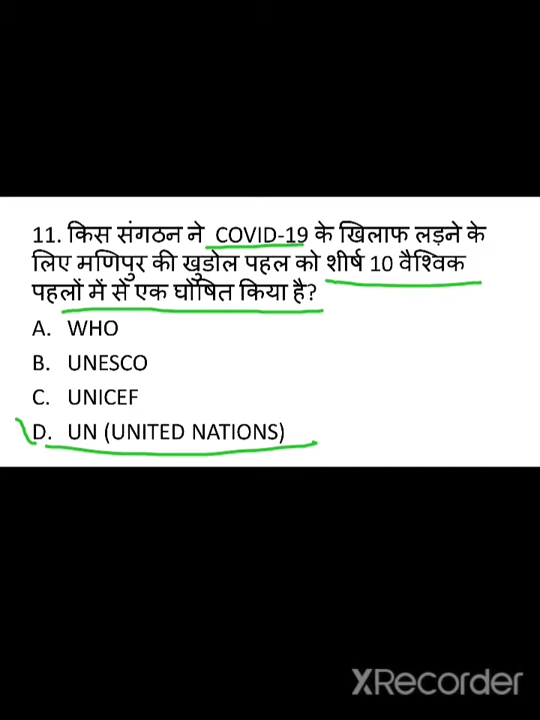 11. किस संगठन ने COVID-19 के खिलाफ लड़ने के
लिए मणिपुर की खुडोल पहल को शीर्ष 10 वैश्विक
पहलों में से एक घोषित किया है?
A. WHO
B. UNESCO
C. UNICEF
D. UN (UNITED NATIONS)
XRecorder